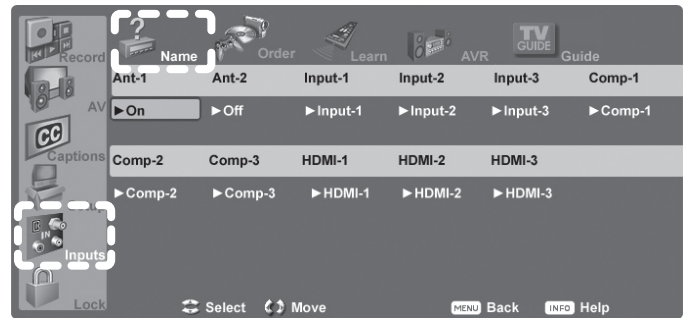 Record
Name
Order
Learn
AVR
TV GUIDE
Guide
Ant-1 Ant-2 Input-1 Input-2 Input-3 Comp-1
AV
►On ►Off ►Input-1 ►Input-2 ►Input-3 ►Comp-1
CC
Captions
Comp-2 Comp-3 HDMI-1 HDMI-2 HDMI-3
►Comp-2 ►Comp-3 ►HDMI-1 ►HDMI-2 ►HDMI-3
IN
Inputs
Lock
Select Move MENU Back INFO Help